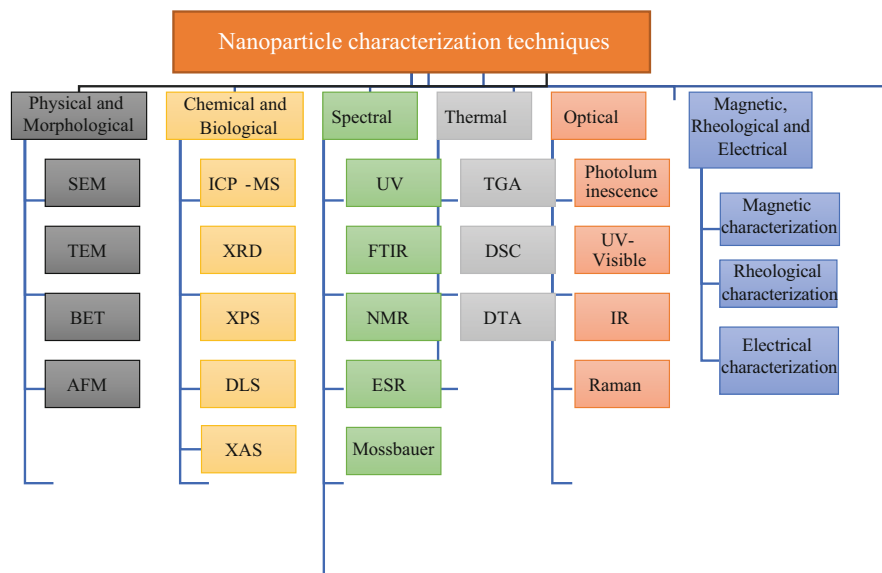 Nanoparticle characterization techniques
Physical and
Morphological
SEM
TEM
BET
AFM
Chemical and
Biological
ICP -MS
XRD
XPS
DLS
XAS
Spectral
UV
FTIR
NMR
ESR
Mossbauer
Thermal
TGA
DSC
DTA
Optical
Photolum
inescence
UV-
Visible
IR
Raman
Magnetic,
Rheological and
Electrical
Magnetic
characterization
Rheological
characterization
Electrical
characterization